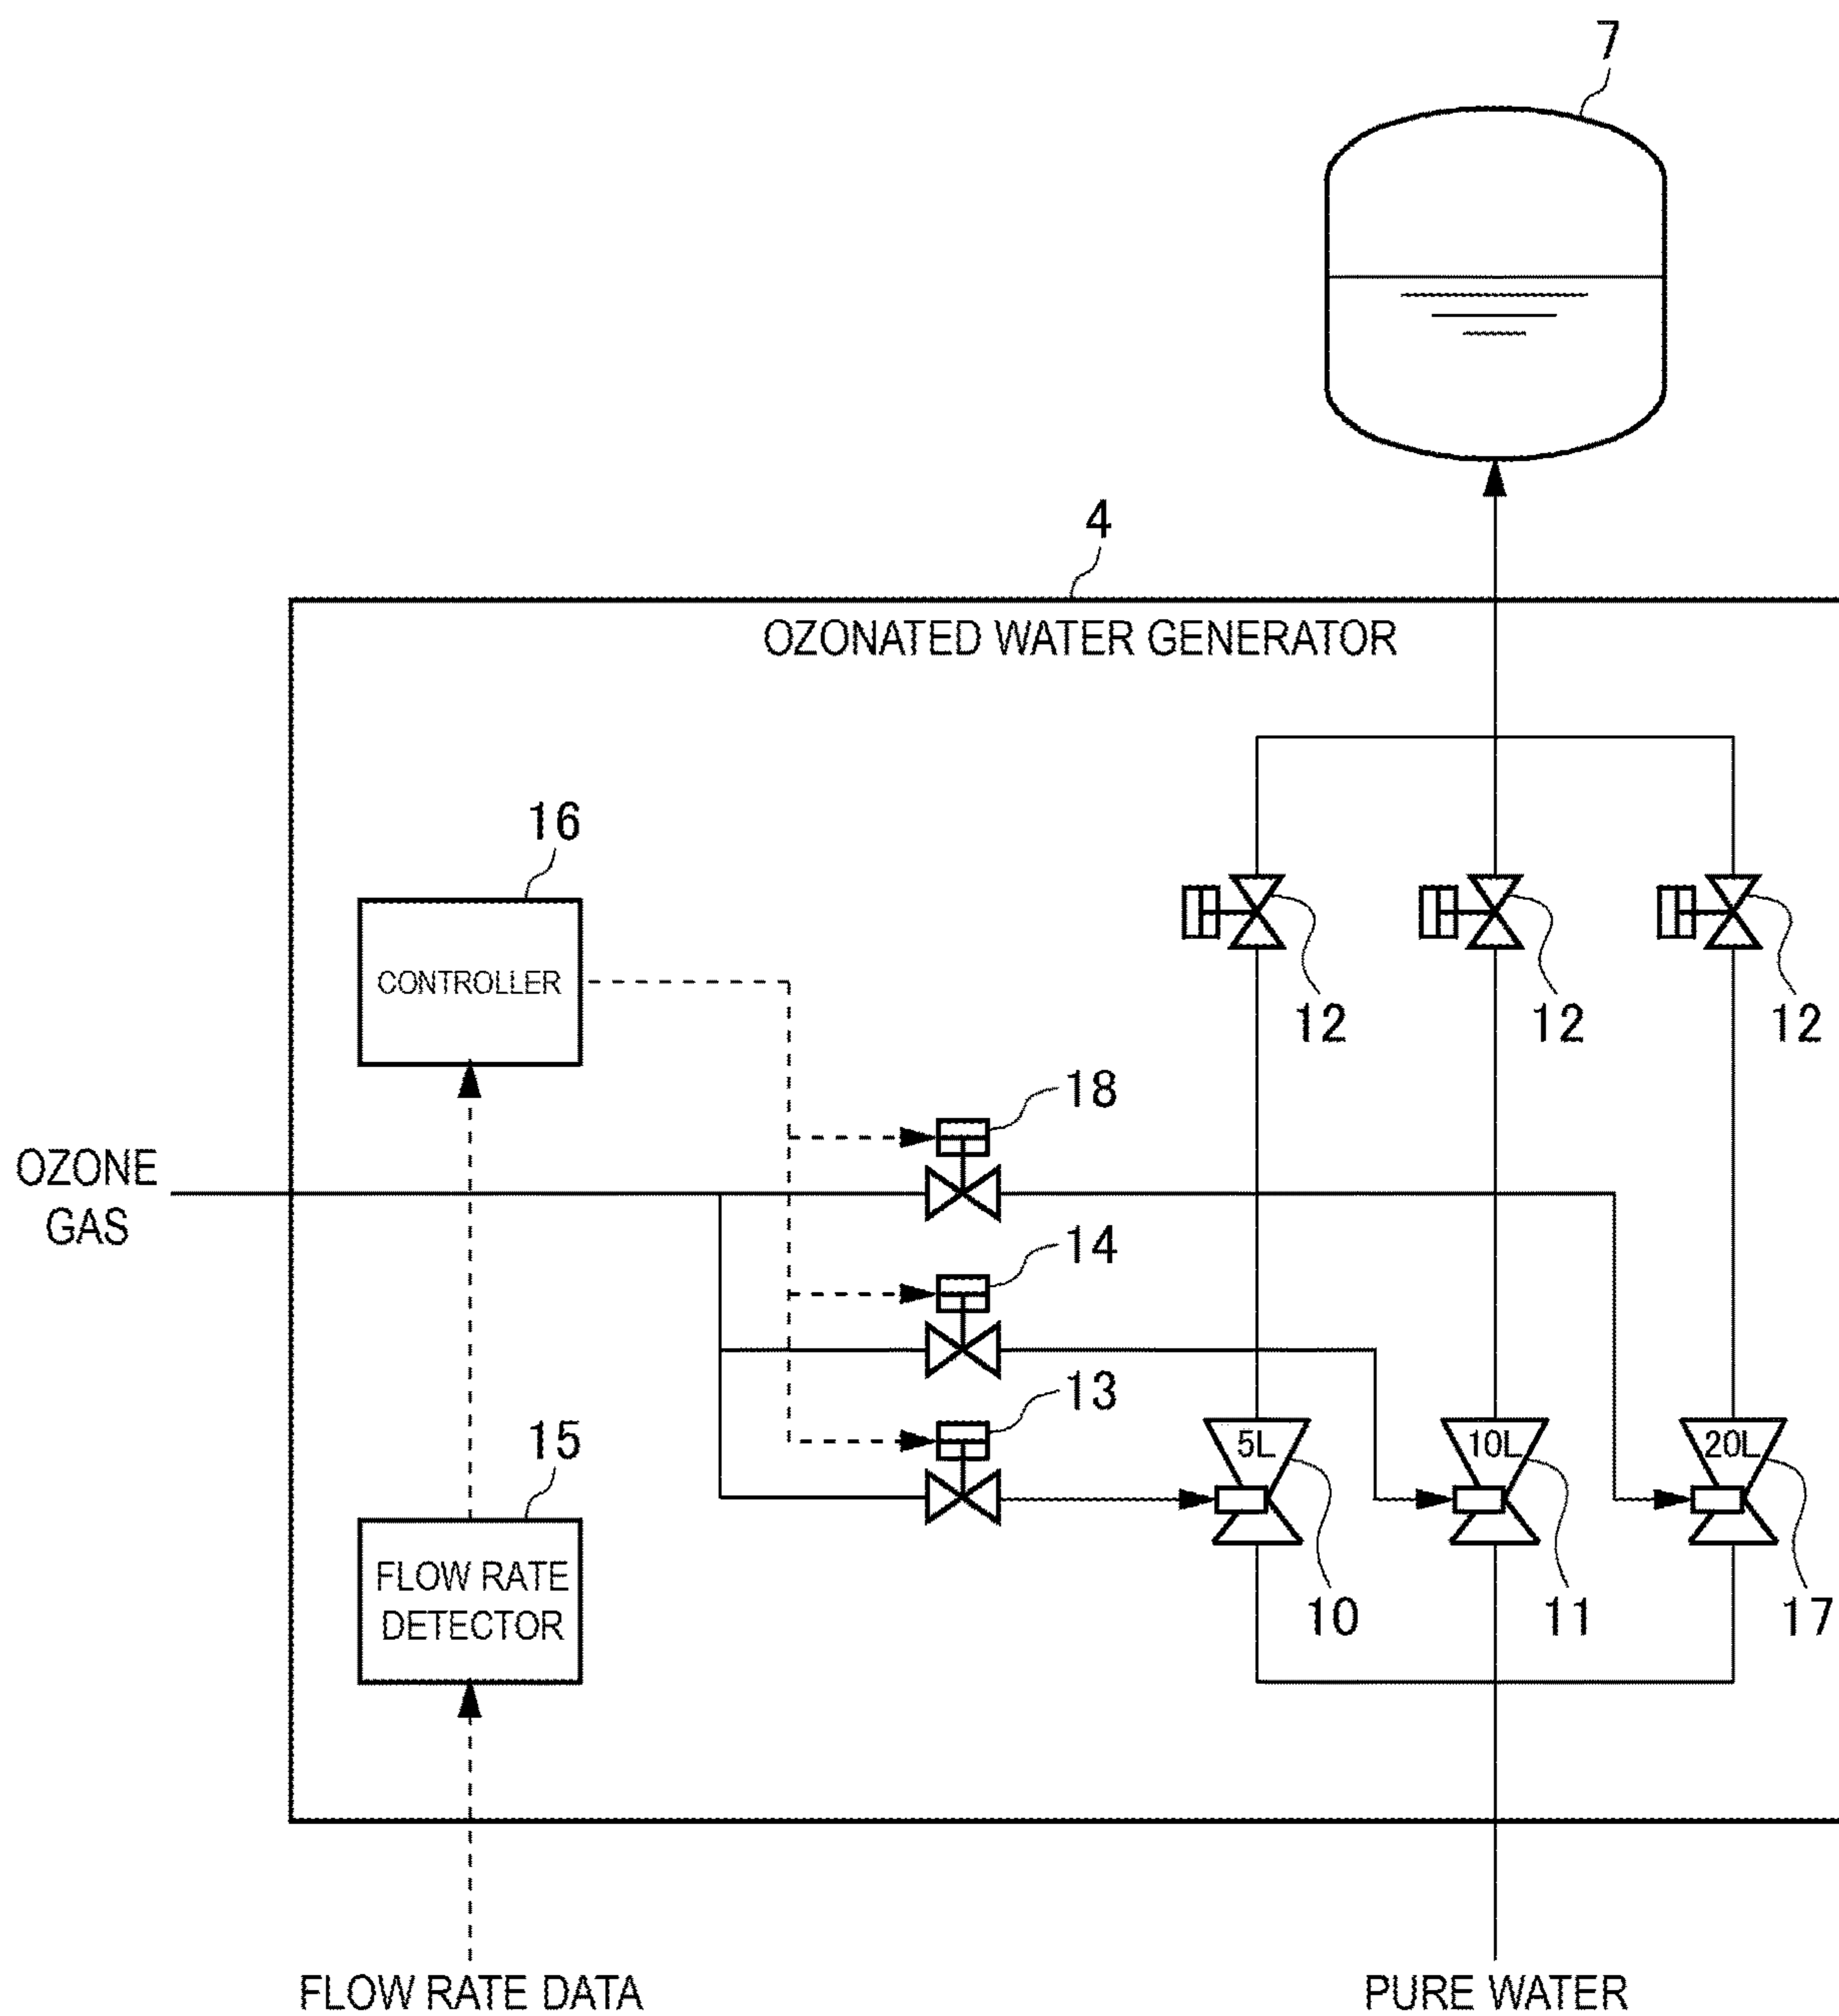 7
4
OZONATED WATER GENERATOR
16
CONTROLLER
12
12
12
18
OZONE
GAS
14
13
15
5L
10L
20L
FLOW RATE
DETECTOR
10
11
17
FLOW RATE DATA
PURE WATER